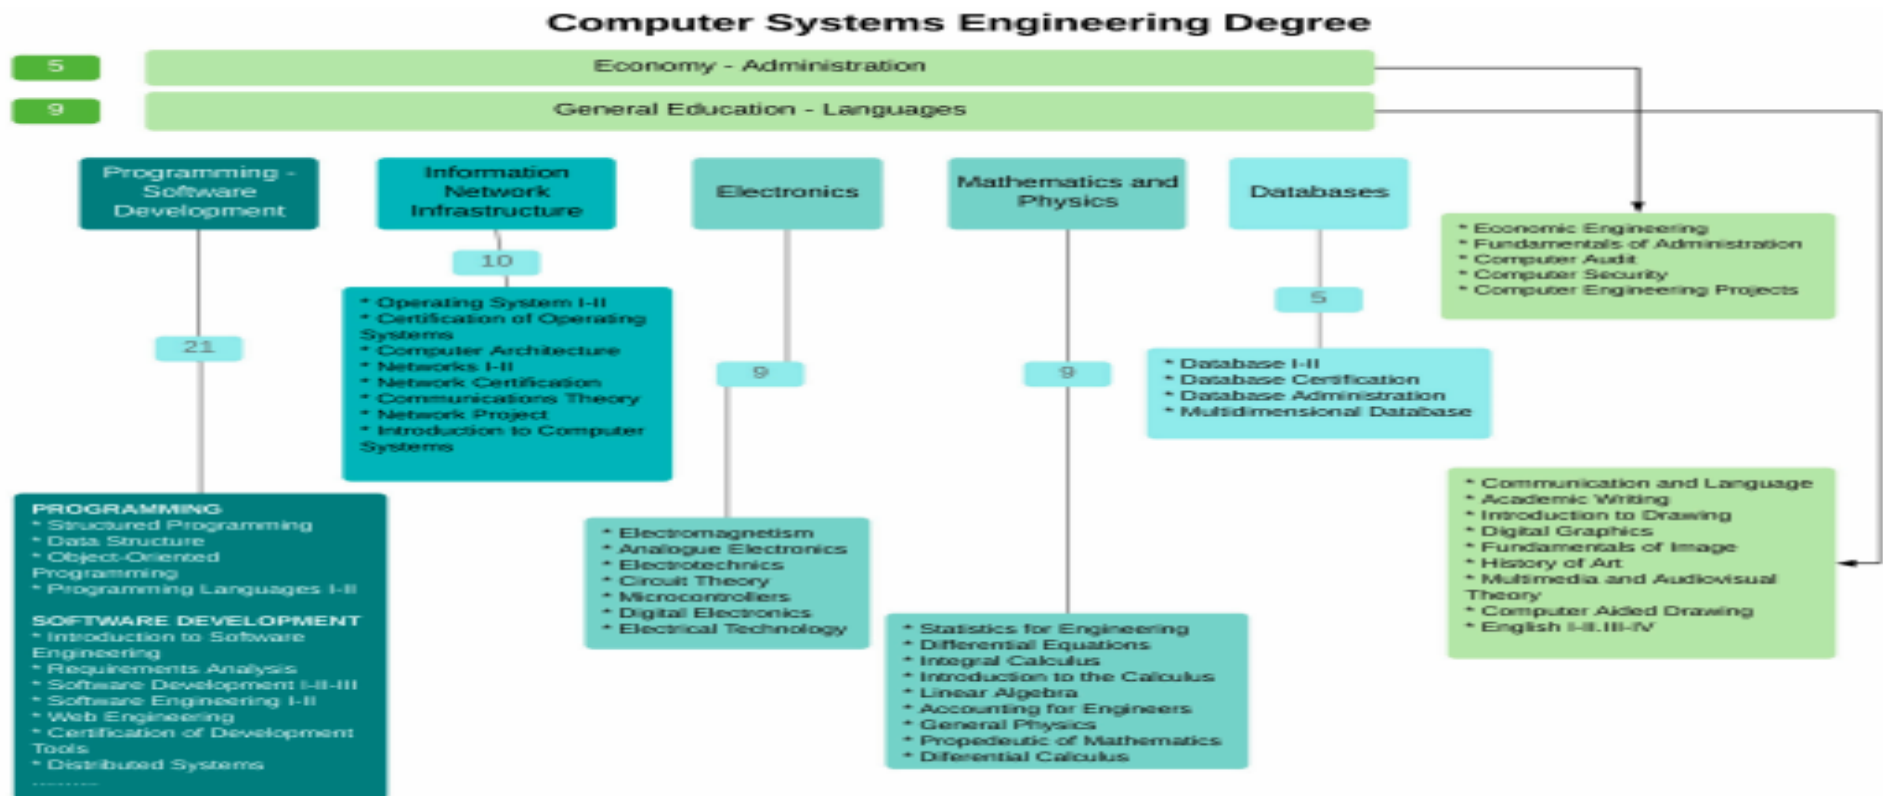 Computer Systems Engineering Degree
5
Economy - Administration
9
General Education - Languages
Programming -
Software
Development
Information
Network
Infrastructure
Electronics
Mathematics and
Physics
Databases
* Economic Engineering
* Fundamentals of Administration
* Computer Audit
* Computer Security
* Computer Engineering Projects
10
* Operating System I-II
* Certification of Operating
Systems
* Computer Architecture
* Networks I-II
* Network Certification
* Communications Theory
* Network Project
* Introduction to Computer
Systems
5
* Database I-II
* Database Certification
* Database Administration
* Multidimensional Database
21
9
9
PROGRAMMING
* Structured Programming
* Data Structure
* Object-Oriented
Programming
* Programming Languages I-II
SOFTWARE DEVELOPMENT
* Introduction to Software
Engineering
* Requirements Analysis
* Software Development I-II-III
* Software Engineering I-II
* Web Engineering
* Certification of Development
Tools
* Distributed Systems
........
* Electromagnetism
* Analogue Electronics
* Electrotechnics
* Circuit Theory
* Microcontrollers
* Digital Electronics
* Electrical Technology
* Statistics for Engineering
* Differential Equations
* Integral Calculus
* Introduction to the Calculus
* Linear Algebra
* Accounting for Engineers
* General Physics
* Propedeutic of Mathematics
* Diferential Calculus
* Communication and Language
* Academic Writing
* Introduction to Drawing
* Digital Graphics
* Fundamentals of Image
* History of Art
* Multimedia and Audiovisual
Theory
* Computer Aided Drawing
* English I-II.III-IV